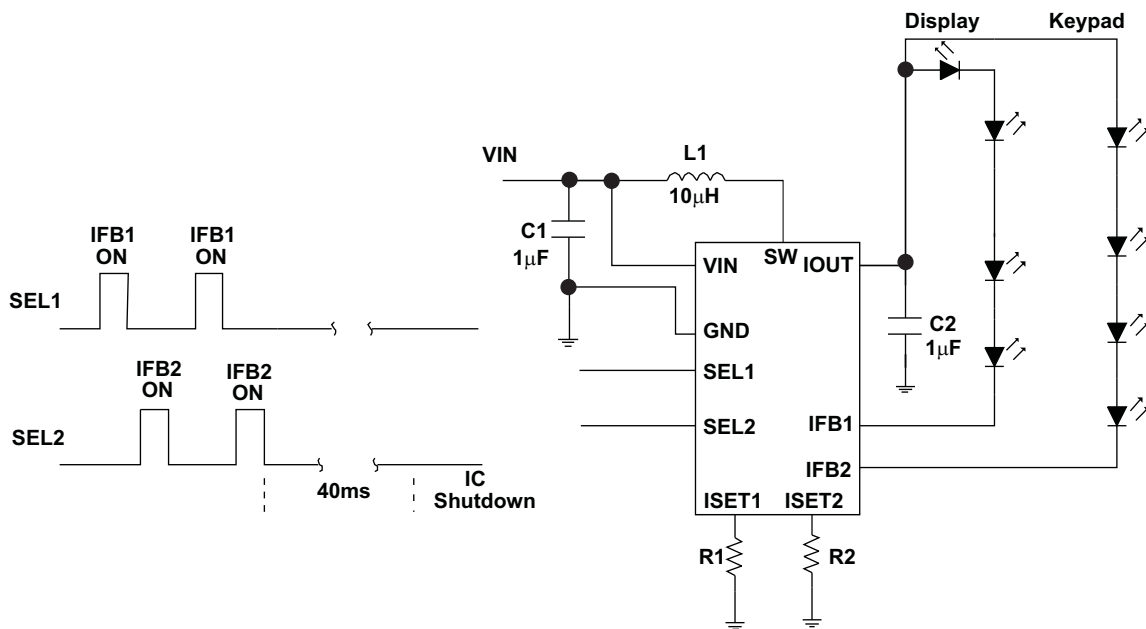 Display Keypad
VIN
L1
10μH
C1
1μF
IFB1
ON
IFB1
ON
SEL1
IFB2
ON
IFB2
ON
SEL2
40ms
IC
Shutdown
VIN
SW
IOUT
GND
SEL1
SEL2
IFB1
IFB2
ISET1 ISET2
C2
1μF
R1
R2